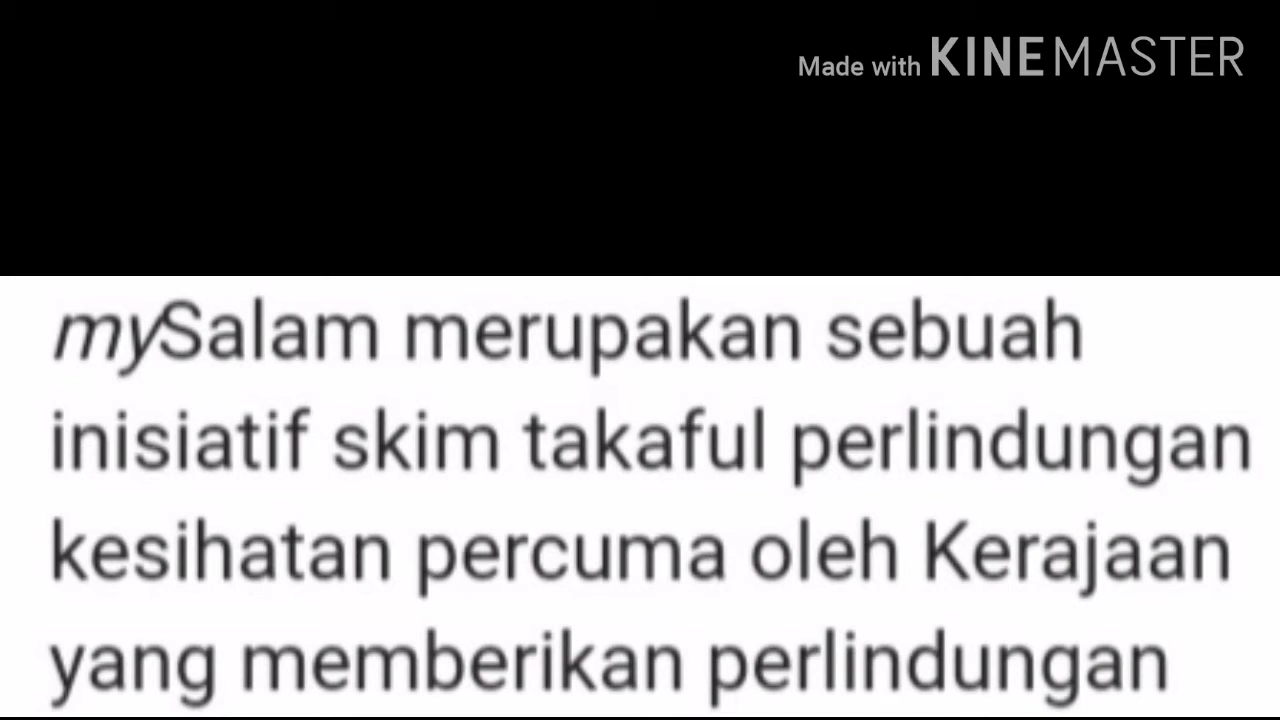 Made with KINEMASTER
mySalam merupakan sebuah
inisiatif skim takaful perlindungan
kesihatan percuma oleh Kerajaan
yang memberikan perlindungan